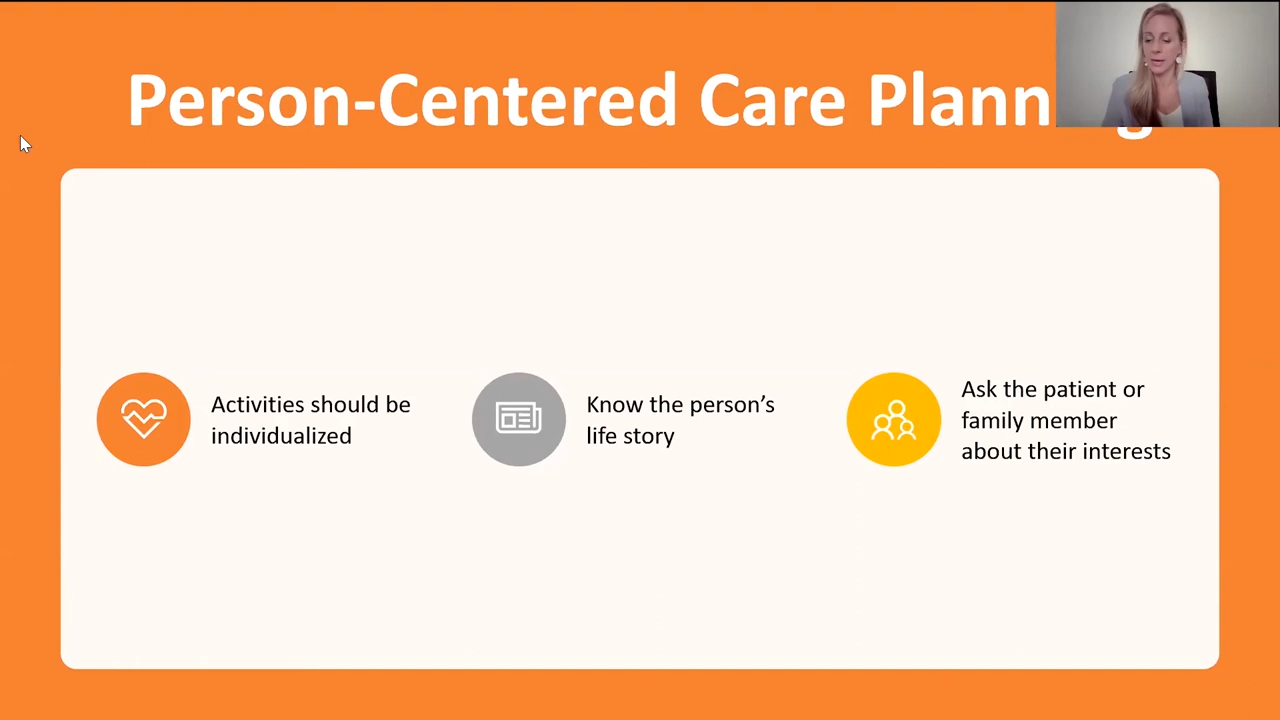 Person-Centered Care Plann g
Activities should be
individualized
Know the person’s
life story
Ask the patient or
family member
about their interests